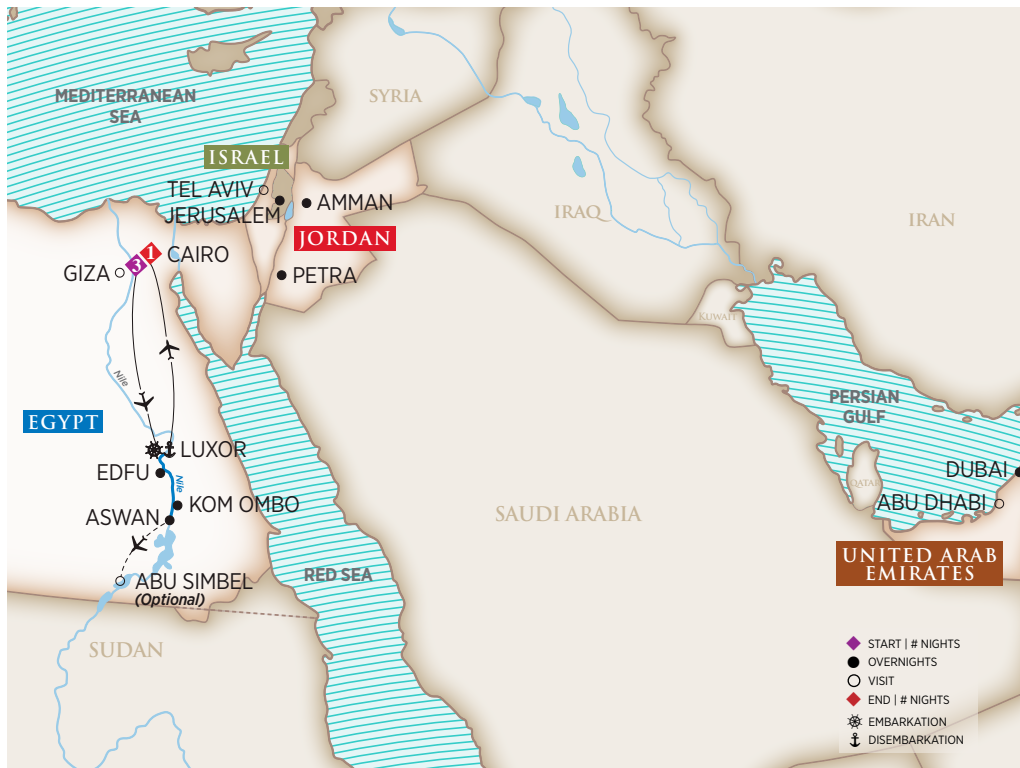 MEDITERRANEAN
SEA
SYRIA
ISRAEL
TEL AVIV
JERUSALEM
AMMAN
JORDAN
PETRA
IRAQ
IRAN
KUWAIT
3
1
CAIRO
GIZA
Nile
EGYPT
LUXOR
EDFU
Nile
KOM OMBO
ASWAN
ABU SIMBEL
(Optional)
SUDAN
RED SEA
SAUDI ARABIA
PERSIAN
GULF
QATAR
DUBAI
ABU DHABI
UNITED ARAB
EMIRATES
START | # NIGHTS
OVERNIGHTS
VISIT
END | # NIGHTS
EMBARKATION
DISEMBARKATION